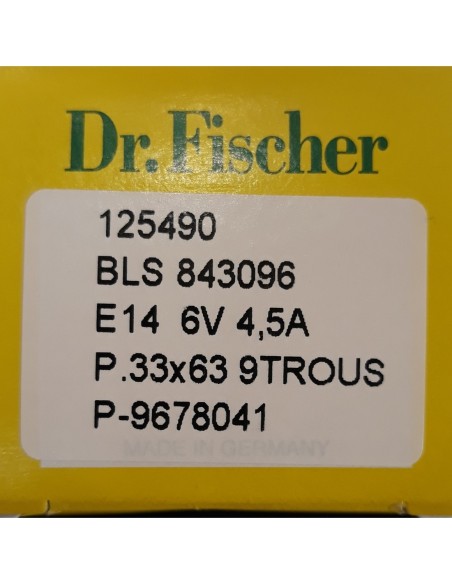 Dr. Fischer
125490
BLS 843096
E14 6V 4,5A
P.33x63 9TROUS
P-9678041
MADE IN GERMANY